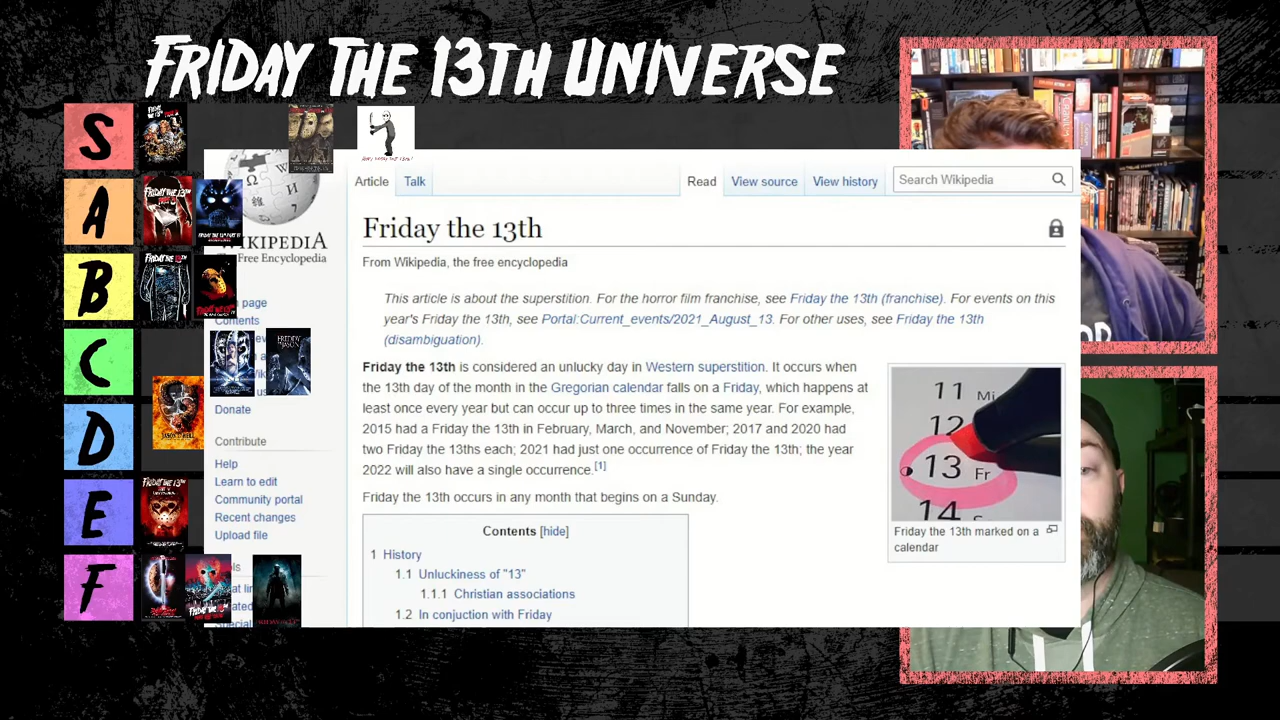 FRIDAY THE 13TH UNIVERSE
S
A
B
C
D
E
F
WIKIPEDIA
Free Encyclopedia
page
Contents
Donate
Contribute
Help
Learn to edit
Community portal
Recent changes
Upload file
Article Talk
Read View source View history Search Wikipedia
Friday the 13th
From Wikipedia, the free encyclopedia
This article is about the superstition. For the horror film franchise, see Friday the 13th (franchise). For events on this
year's Friday the 13th, see Portal:Current_events/2021_August_13. For other uses, see Friday the 13th
(disambiguation).
Friday the 13th is considered an unlucky day in Western superstition. It occurs when
the 13th day of the month in the Gregorian calendar falls on a Friday, which happens at
least once every year but can occur up to three times in the same year. For example,
2015 had a Friday the 13th in February, March, and November; 2017 and 2020 had
two Friday the 13ths each; 2021 had just one occurrence of Friday the 13th; the year
2022 will also have a single occurrence.[1]
Friday the 13th occurs in any month that begins on a Sunday.
Contents [hide]
1 History
1.1 Unluckiness of "13"
1.1.1 Christian associations
1.2 In conjuction with Friday
11 Mi
12
13 Fr
14
Friday the 13th marked on a
calendar